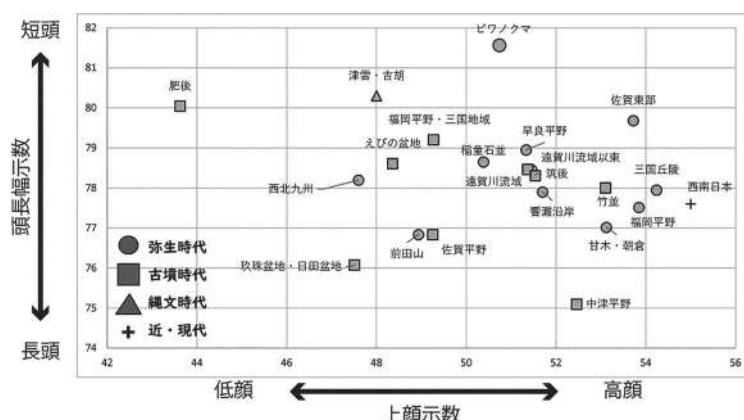 短頭
82
ビワノクマ
81
津雲・吉胡
肥後
佐賀東部
80
福岡平野・三国地域
早良平野
79
えびの盆地
稲童石並
遠賀川流域以東
三国丘陵
頭長幅示数
西北九州
遠賀川流域
筑後
西南日本
78
竹並
響灘沿岸
福岡平野
77
弥生時代
前田山
佐賀平野
甘木・朝倉
古墳時代
玖珠盆地・日田盆地
76
縄文時代
中津平野
75
近・現代
長頭
74
42 44 46 48 50 52 54 56
低顔
高顔
上顔示数